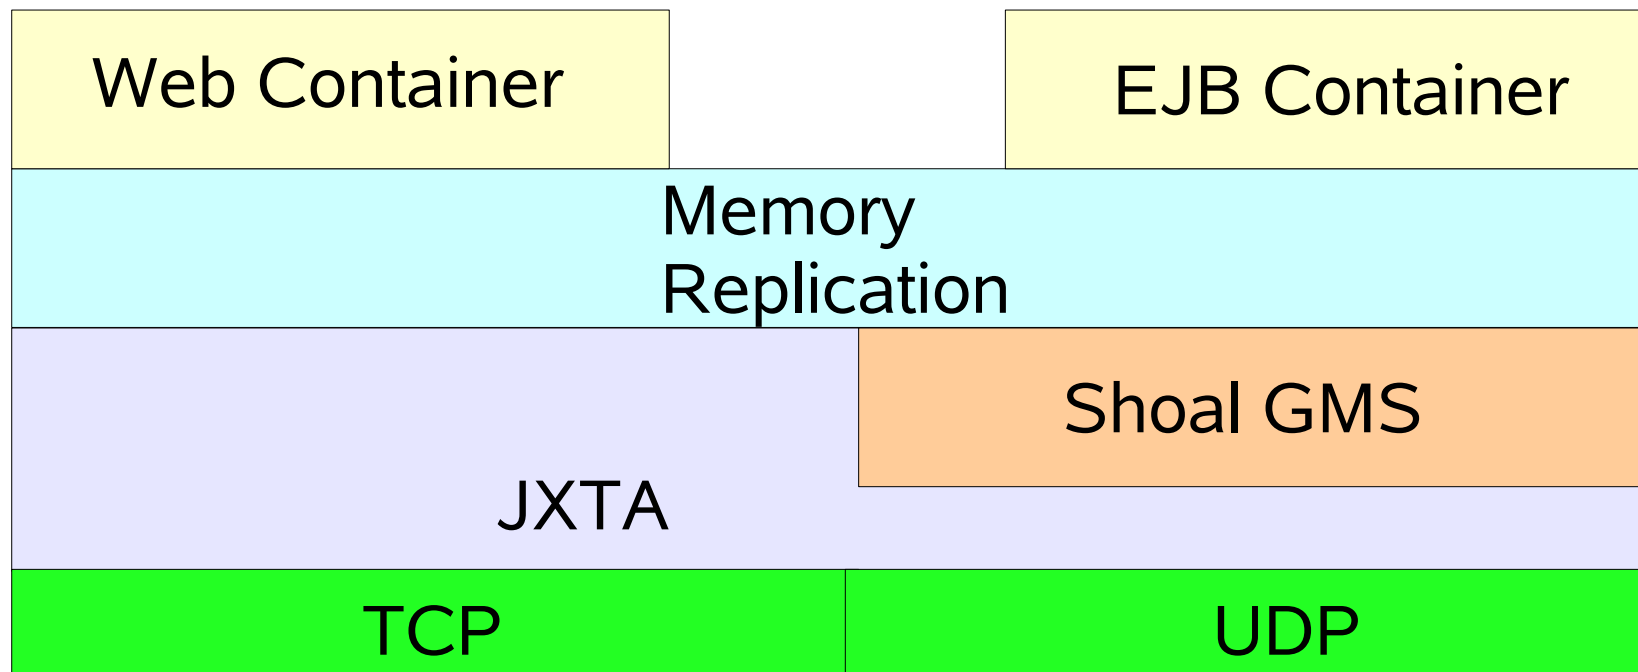 Web Container
EJB Container
Memory
Replication
Shoal GMS
JXTA
TCP
UDP